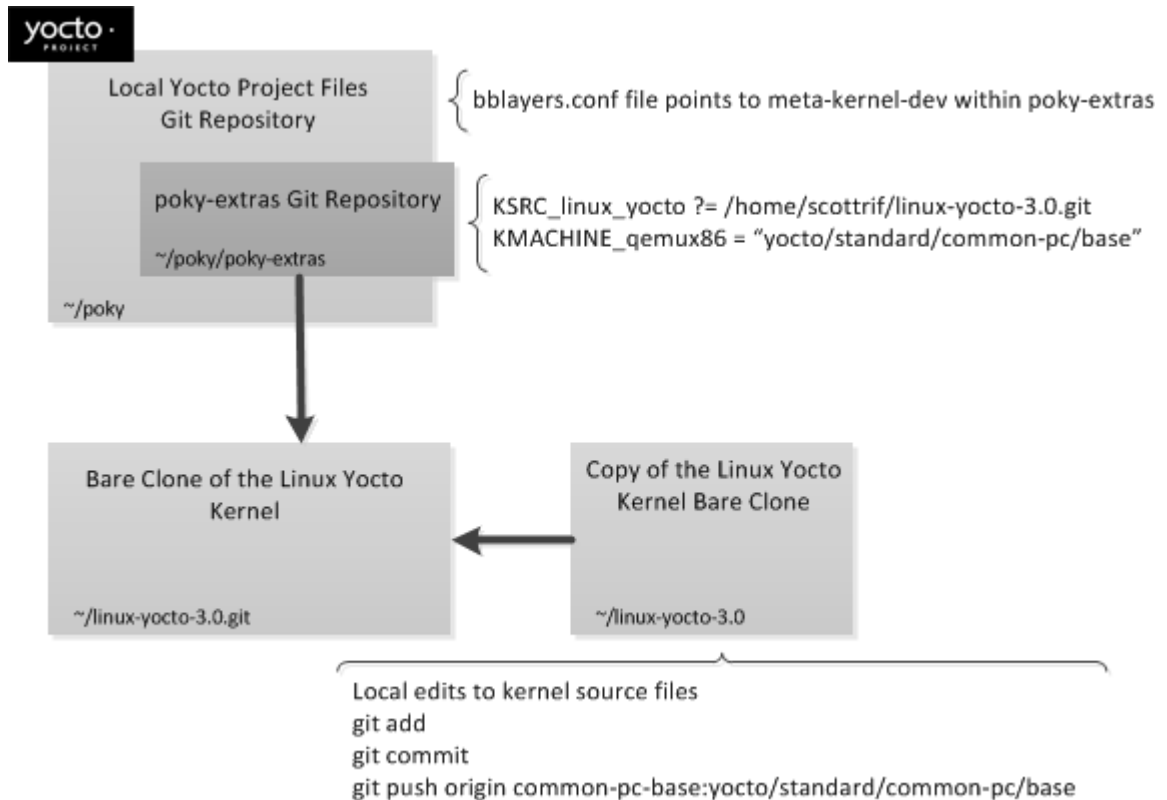 yocto ·
PROJECT
Local Yocto Project Files
Git Repository
bblayers.conf file points to meta-kernel-dev within poky-extras
poky-extras Git Repository
~/poky/poky-extras
KSRC_linux_yocto ?= /home/scottrif/linux-yocto-3.0.git
KMACHINE_qemux86 = “yocto/standard/common-pc/base”
~/poky
Bare Clone of the Linux Yocto
Kernel
~/linux-yocto-3.0.git
Copy of the Linux Yocto
Kernel Bare Clone
~/linux-yocto-3.0
Local edits to kernel source files
git add
git commit
git push origin common-pc-base:yocto/standard/common-pc/base